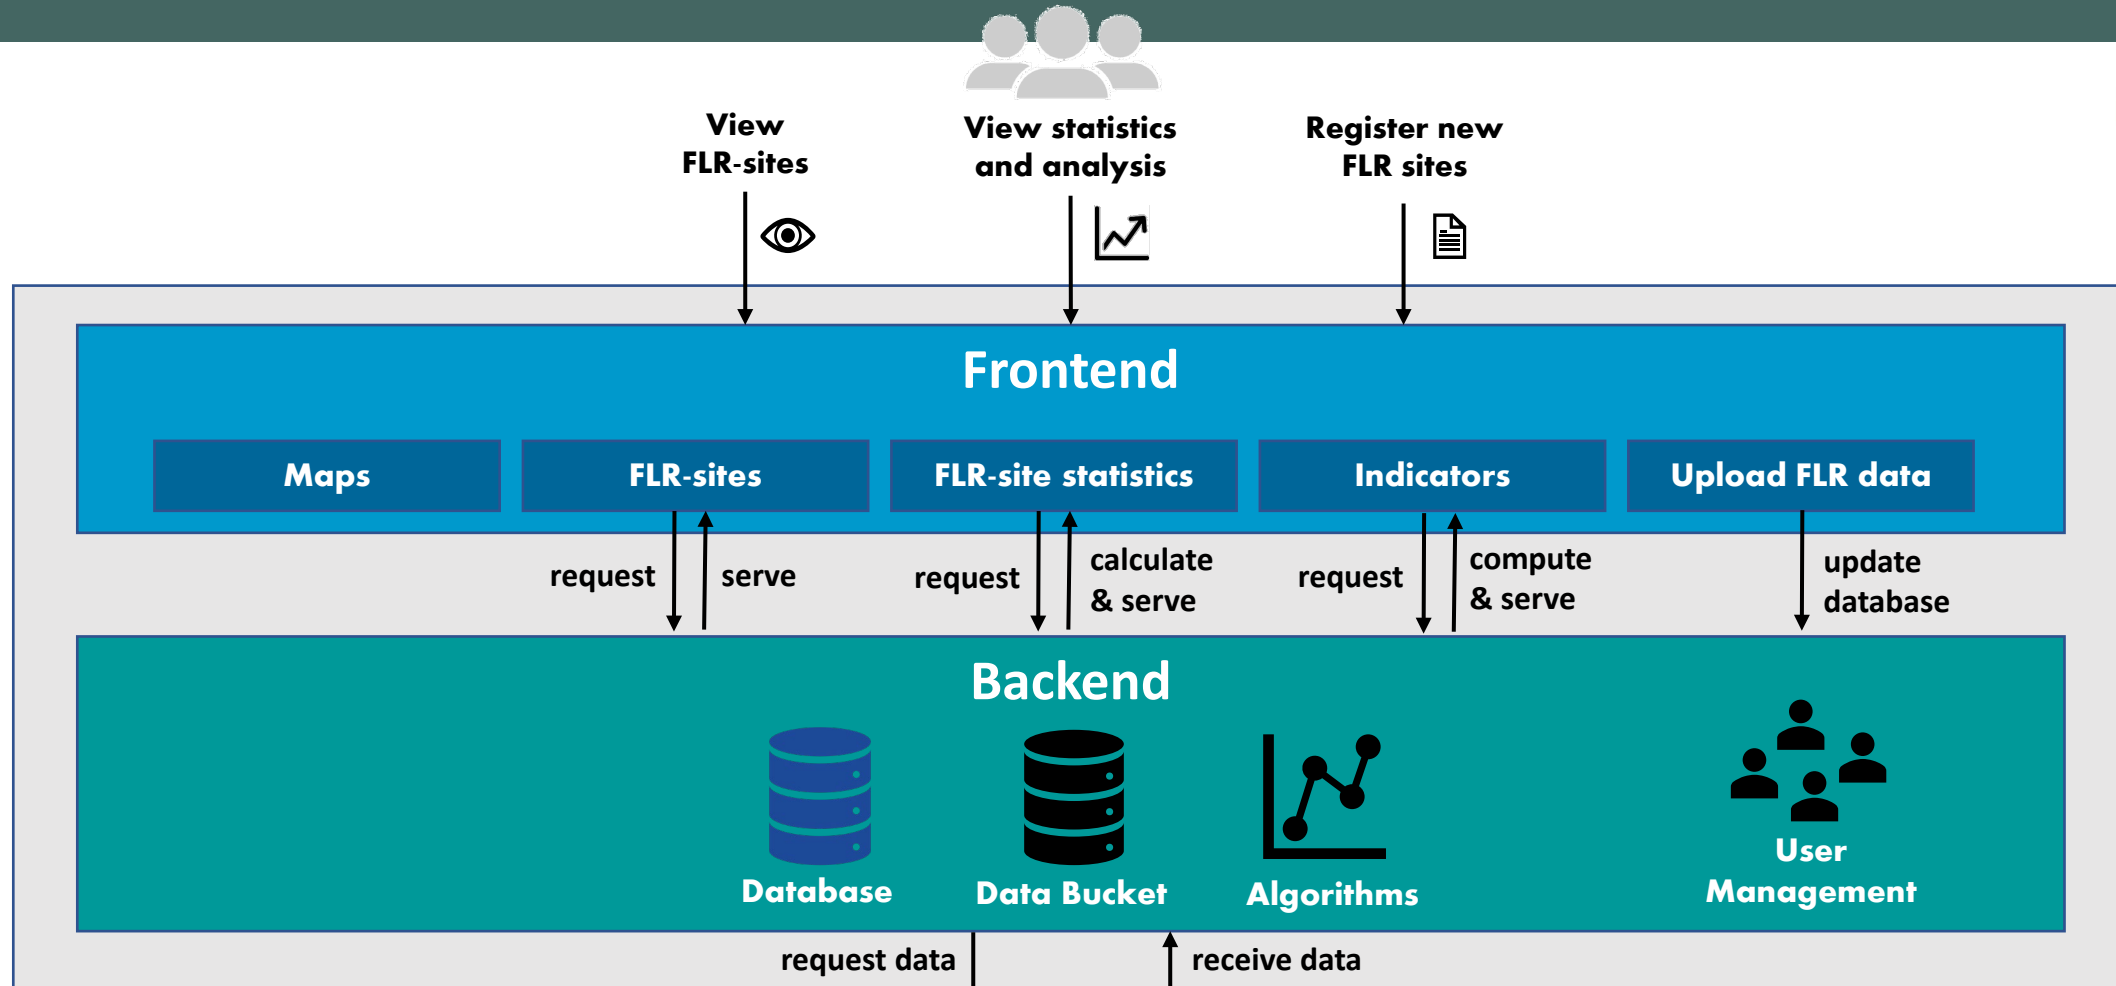 View
FLR-sites
View statistics
and analysis
Register new
FLR sites
Frontend
Maps
FLR-sites
FLR-site statistics
Indicators
Upload FLR data
request
serve
request
calculate
& serve
request
compute
& serve
update
database
Backend
Database
Data Bucket
Algorithms
User
Management
request data
receive data